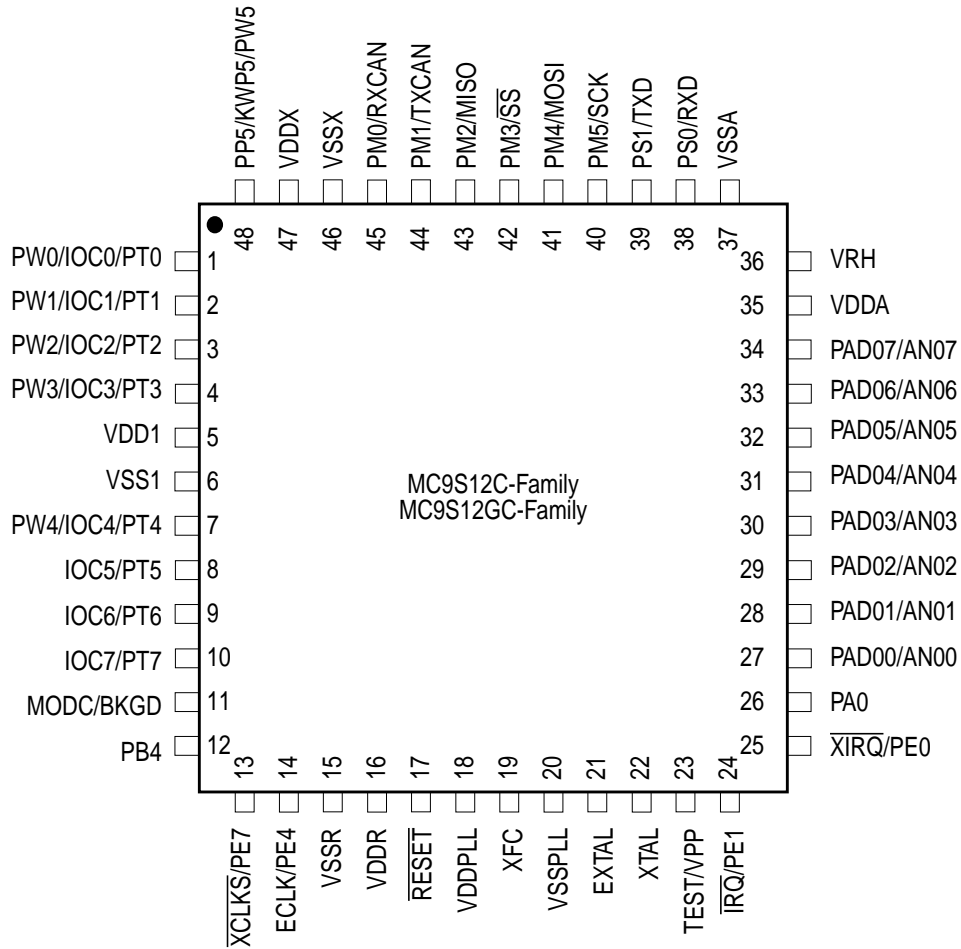 PP5/KWP5/PW5
VDDX
VSSX
PM0/RXCAN
PM1/TXCAN
PM2/MISO
PM3/S̅S̅
PM4/MOSI
PM5/SCK
PS1/TXD
PS0/RXD
VSSA
48
47
46
45
44
43
42
41
40
39
38
37
PW0/IOC0/PT0
1
PW1/IOC1/PT1
2
PW2/IOC2/PT2
3
PW3/IOC3/PT3
4
VDD1
5
VSS1
6
PW4/IOC4/PT4
7
IOC5/PT5
8
IOC6/PT6
9
IOC7/PT7
10
MODC/BKGD
11
PB4
12
MC9S12C-Family
MC9S12GC-Family
36
VRH
35
VDDA
34
PAD07/AN07
33
PAD06/AN06
32
PAD05/AN05
31
PAD04/AN04
30
PAD03/AN03
29
PAD02/AN02
28
PAD01/AN01
27
PAD00/AN00
26
PA0
25
X̅I̅R̅Q̅/PE0
13
14
15
16
17
18
19
20
21
22
23
24
X̅C̅L̅K̅S̅/PE7
ECLK/PE4
VSSR
VDDR
R̅E̅S̅E̅T̅
VDDPLL
XFC
VSSPLL
EXTAL
XTAL
TEST/VPP
I̅R̅Q̅/PE1